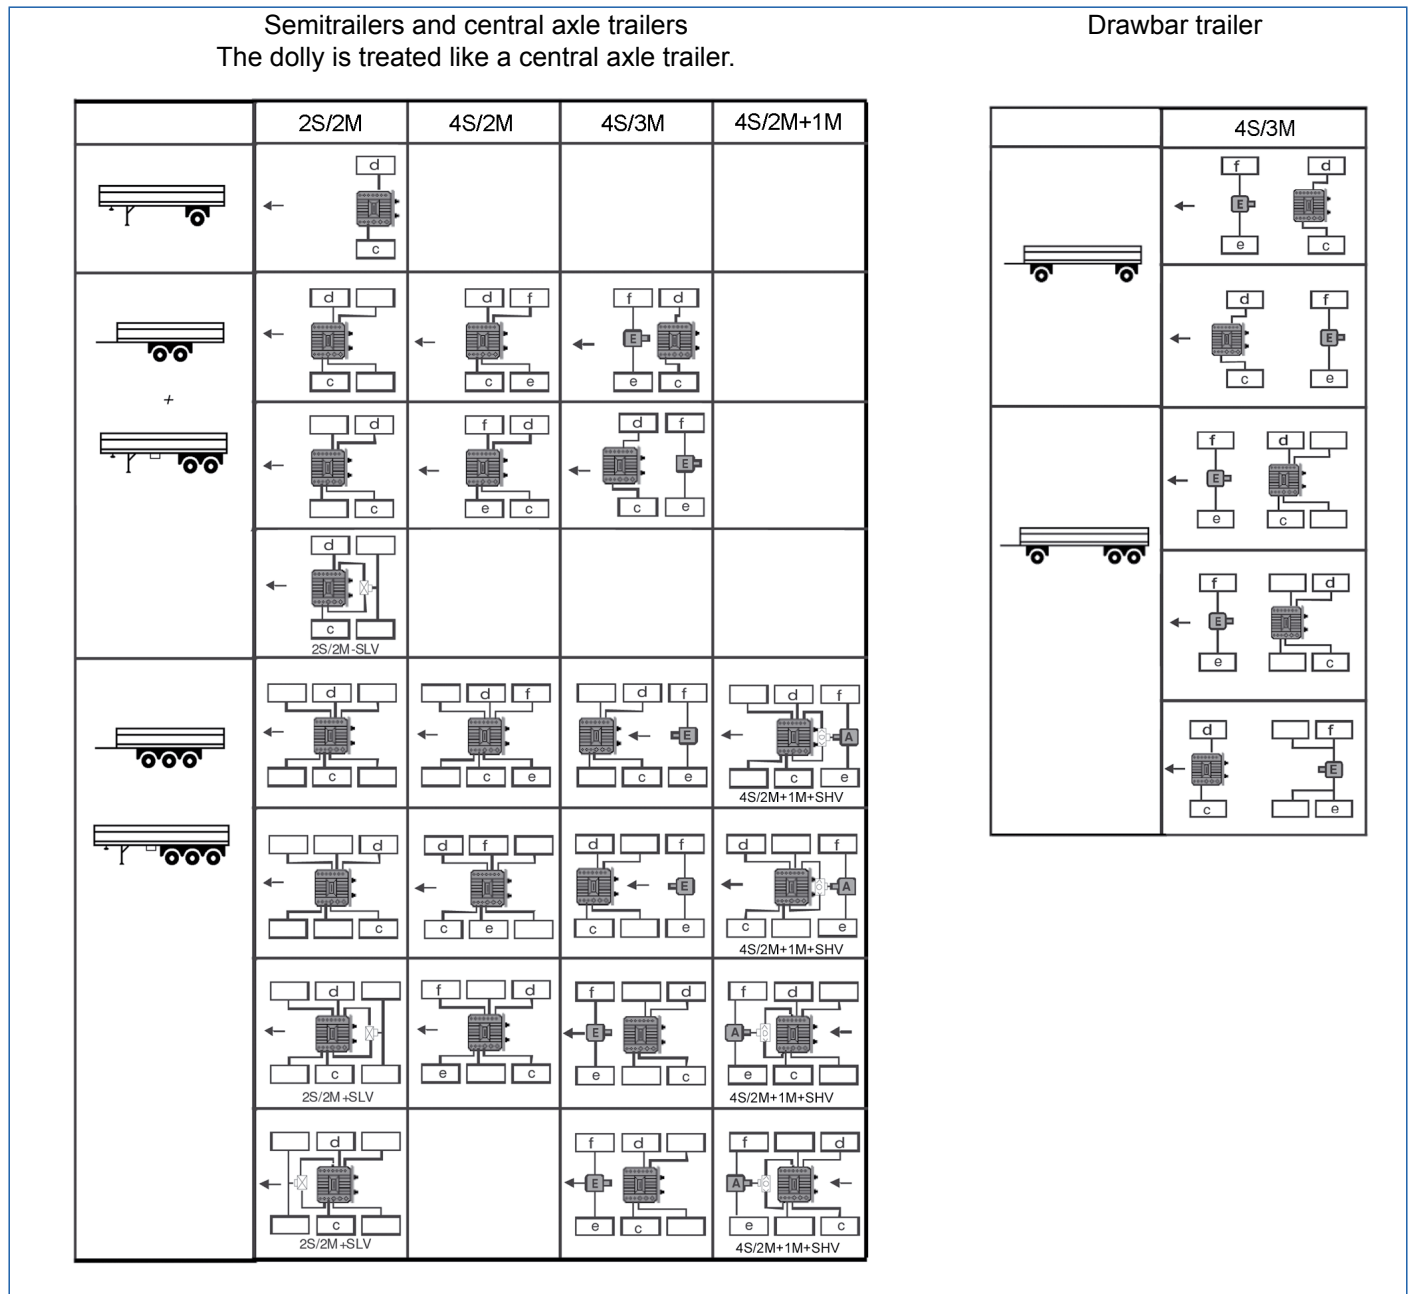 Semitrailers and central axle trailers
The dolly is treated like a central axle trailer.
2S/2M 4S/2M 4S/3M 4S/2M+1M
d
c
d d f f d
E
c c e e c
+
d f d d f
E
c e c c e
d
c
2S/2M-SLV
d d f d f d f
E A
c c e c e c e
4S/2M+1M+SHV
d d f d f d f
E A
c c e c e c e
4S/2M+1M+SHV
d f d f d f d
E A
c e c e c e c
2S/2M+SLV 4S/2M+1M+SHV
d f d f d
E A
c e c e c
2S/2M+SLV 4S/2M+1M+SHV
Drawbar trailer
4S/3M
f d
E
e c
d f
E
c e
f d
E
e c
f d
E
e c
d f
E
c e